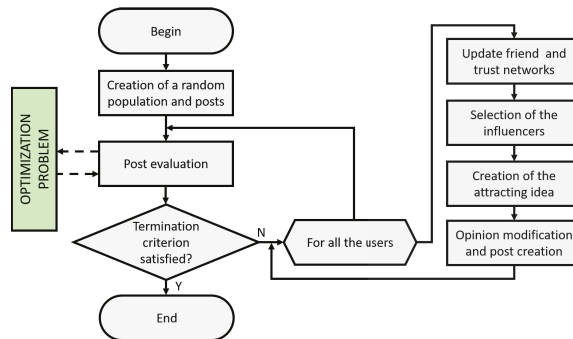 Begin
Creation of a random
population and posts
OPTIMIZATION
PROBLEM
Post evaluation
Termination
criterion
satisfied?
N
Y
End
For all the users
Update friend and
trust networks
Selection of the
influencers
Creation of the
attracting idea
Opinion modification
and post creation